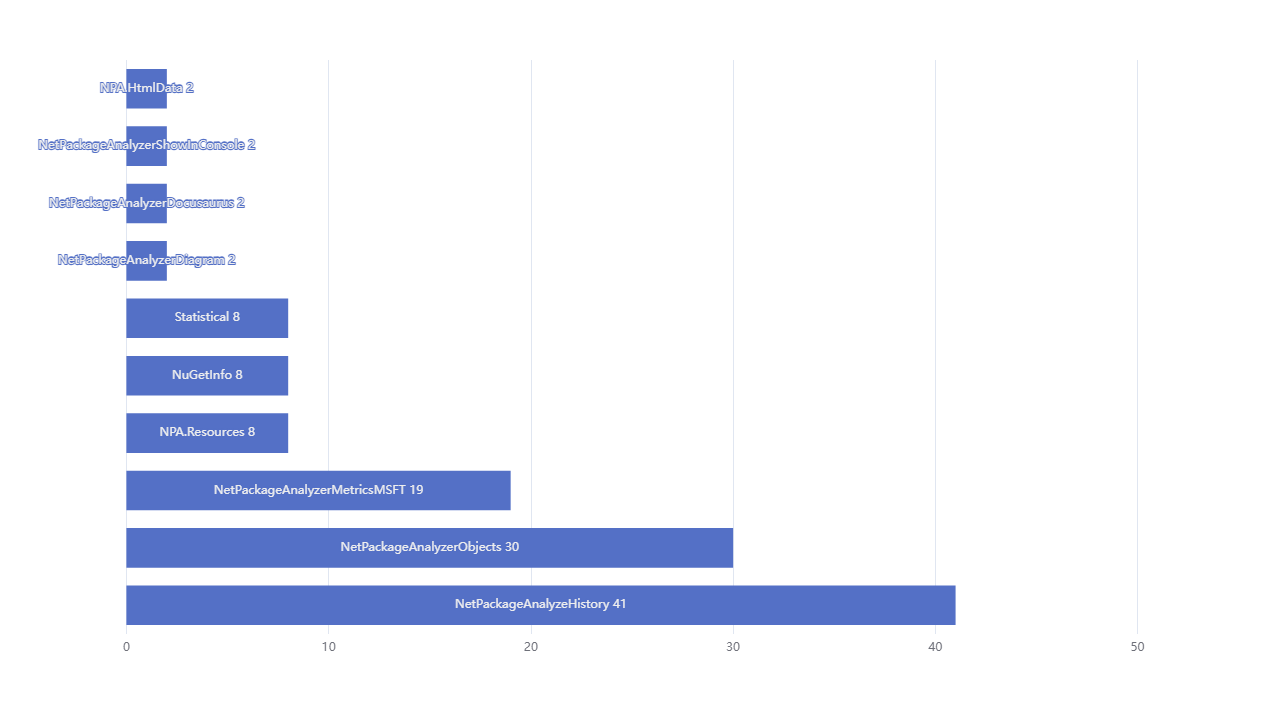 NPA.HtmlData 2
NetPackageAnalyzerShowInConsole 2
NetPackageAnalyzerDocusaurus 2
NetPackageAnalyzerDiagram 2
Statistical 8
NuGetInfo 8
NPA.Resources 8
NetPackageAnalyzerMetricsMSFT 19
NetPackageAnalyzerObjects 30
NetPackageAnalyzeHistory 41
0 10 20 30 40 50